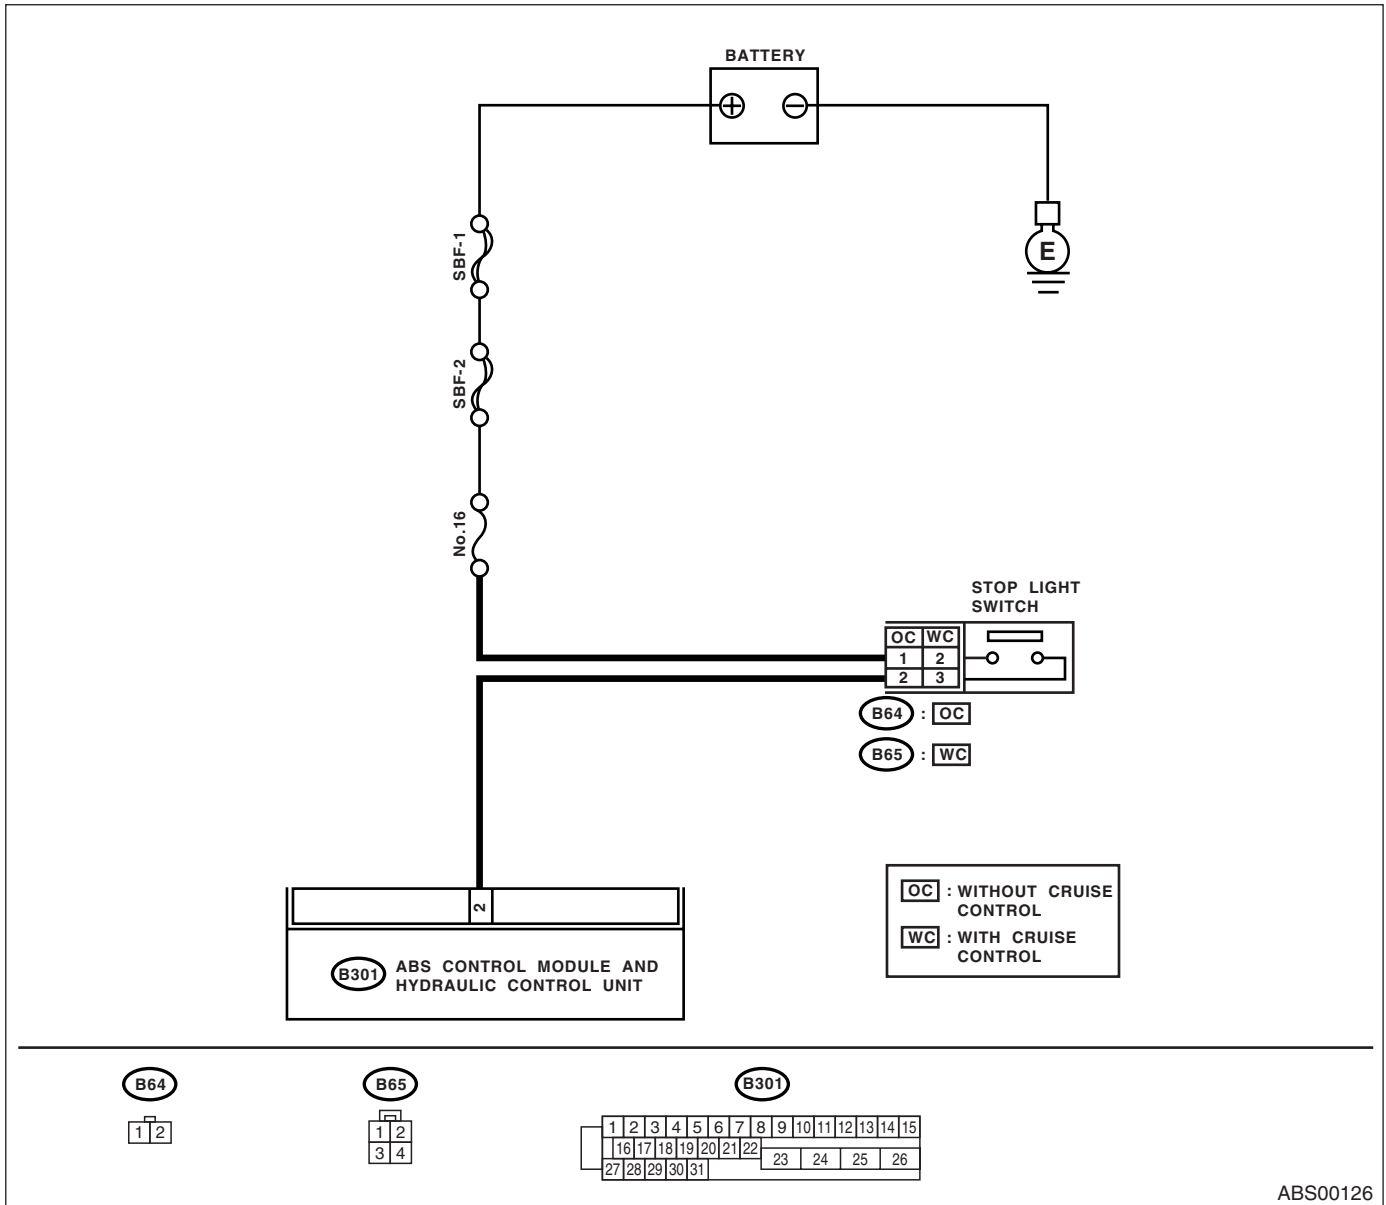 BATTERY
E
SBF-1
SBF-2
No.16
STOP LIGHT
SWITCH
OC WC
1 2
2 3
B64 : OC
B65 : WC
OC : WITHOUT CRUISE
CONTROL
WC : WITH CRUISE
CONTROL
2
B301 ABS CONTROL MODULE AND
HYDRAULIC CONTROL UNIT
B64
1 2
B65
1 2
3 4
B301
1 2 3 4 5 6 7 8 9 10 11 12 13 14 15
16 17 18 19 20 21 22
23 24 25 26
27 28 29 30 31
ABS00126